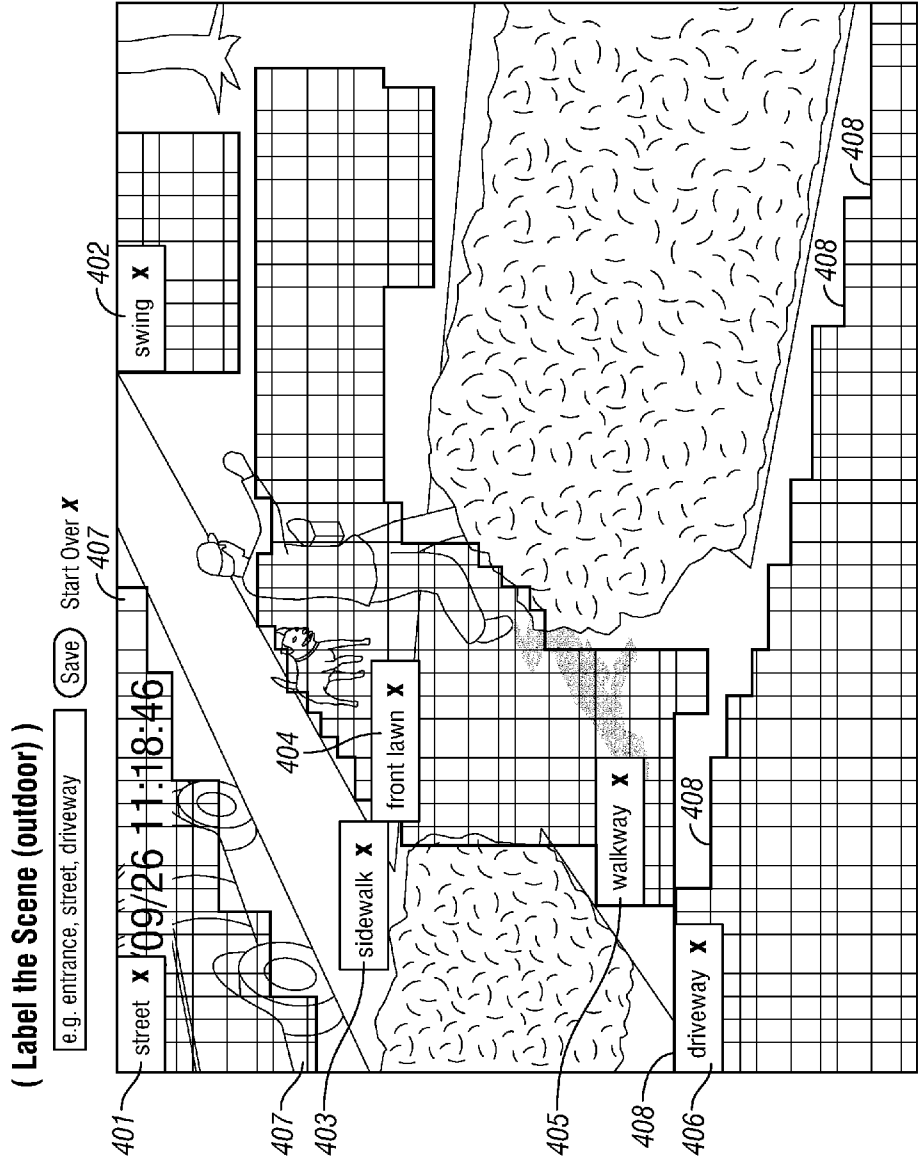 ( Label the Scene (outdoor) )
e.g. entrance, street, driveway
Save
Start Over X
407
401
street X
/09/26 11:18:46
402
swing X
407
403
sidewalk X
404
front lawn X
405
walkway X
408
406
driveway X
408
408
408